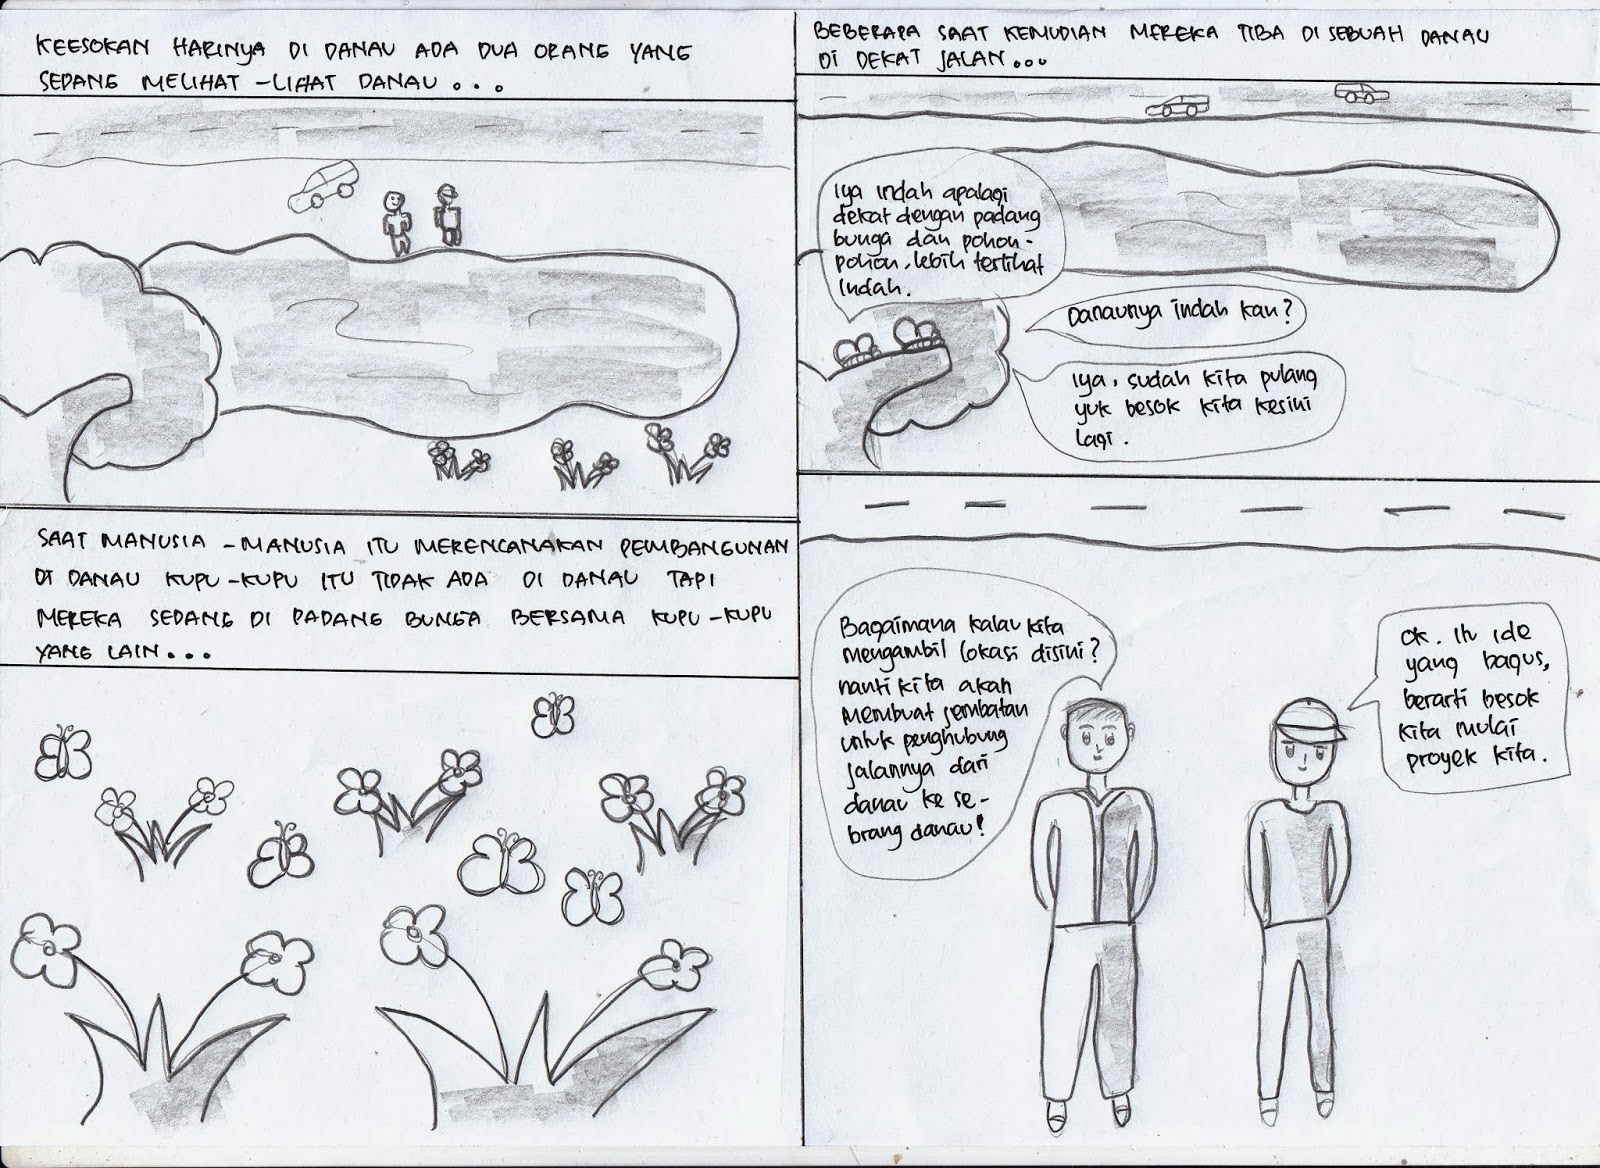 KEESOKAN HARINYA DI DANAU ADA DUA ORANG YANG
SEDANG MELIHAT -LIHAT DANAU...
SAAT MANUSIA -MANUSIA ITU MERENCANAKAN PEMBANGUNAN
DI DANAU KUPU-KUPU ITU TIDAK ADA DI DANAU TAPI
MEREKA SEDANG DI PADANG BUNGA BERSAMA KUPU-KUPU
YANG LAIN...
BEBERAPA SAAT KEMUDIAN MEREKA TIBA DI SEBUAH DANAU
DI DEKAT JALAN...
Iya indah apalagi
dekat dengan padang
bunga dan pohon-
pohon, lebih terlihat
Indah.
Danaunya indah kan?
Iya, sudah kita pulang
yuk besok kita kesini
lagi.
Bagaimana kalau kita
mengambil lokasi disini?
nanti kita akan
membuat jembatan
untuk penghubung
jalannya dari
danau ke se-
brang danau!
Ok. Itu ide
yang bagus,
berarti besok
kita mulai
proyek kita.